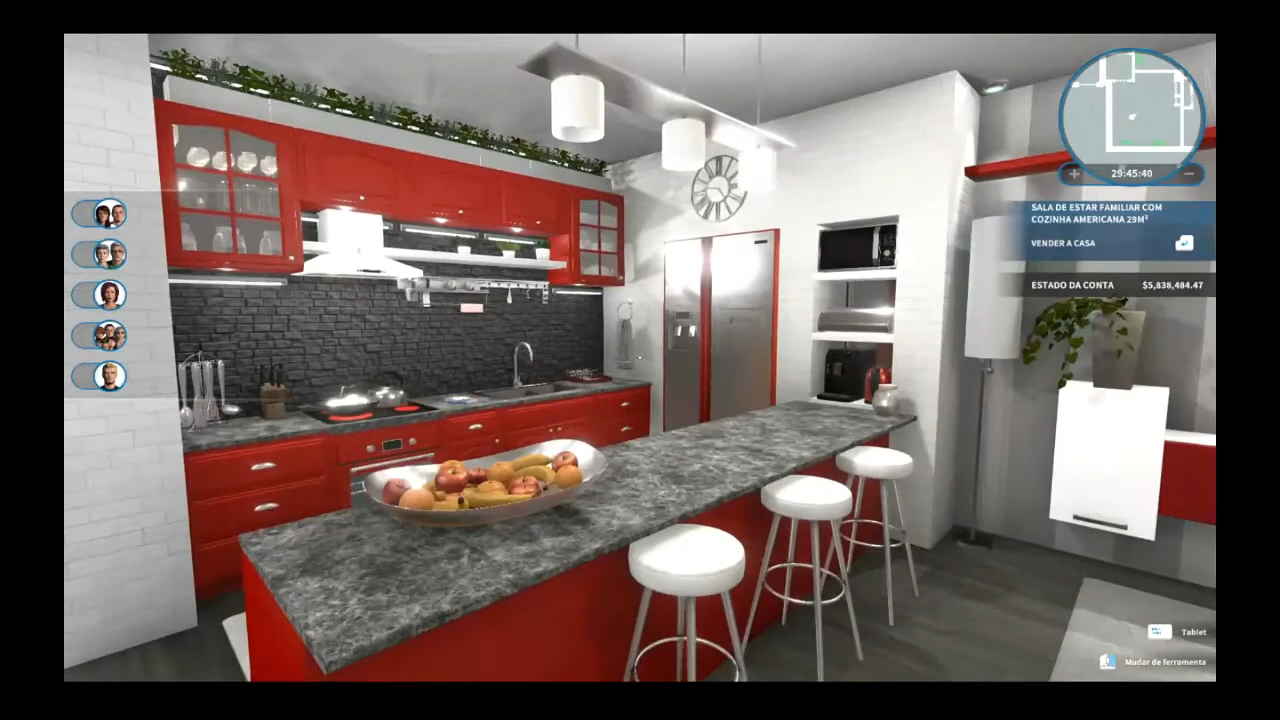 29:45:40
SALA DE ESTAR FAMILIAR COM
COZINHA AMERICANA 29M²
VENDER A CASA
ESTADO DA CONTA $5,838,484.47
Tablet
Mudar de ferramenta